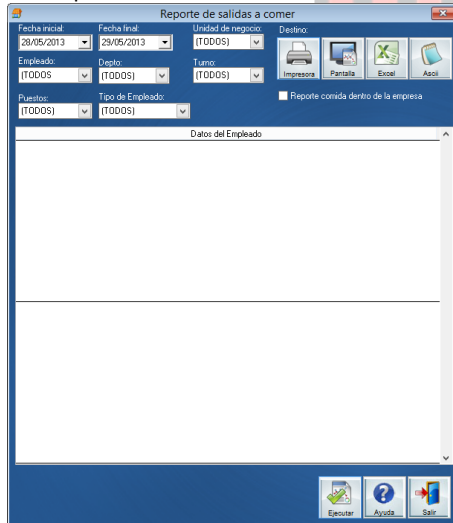 Reporte de salidas a comer
Fecha inicial: Fecha final: Unidad de negocio: Destino:
28/05/2013 29/05/2013 (TODOS)
Empleado: Depto: Turno:
(TODOS (TODOS) (TODOS)
Impresora Pantalla Excel Ascii
Puestos: Tipo de Empleado: Reporte comida dentro de la empresa
(TODOS) (TODOS)
Datos del Empleado
Ejecutar Ayuda Salir